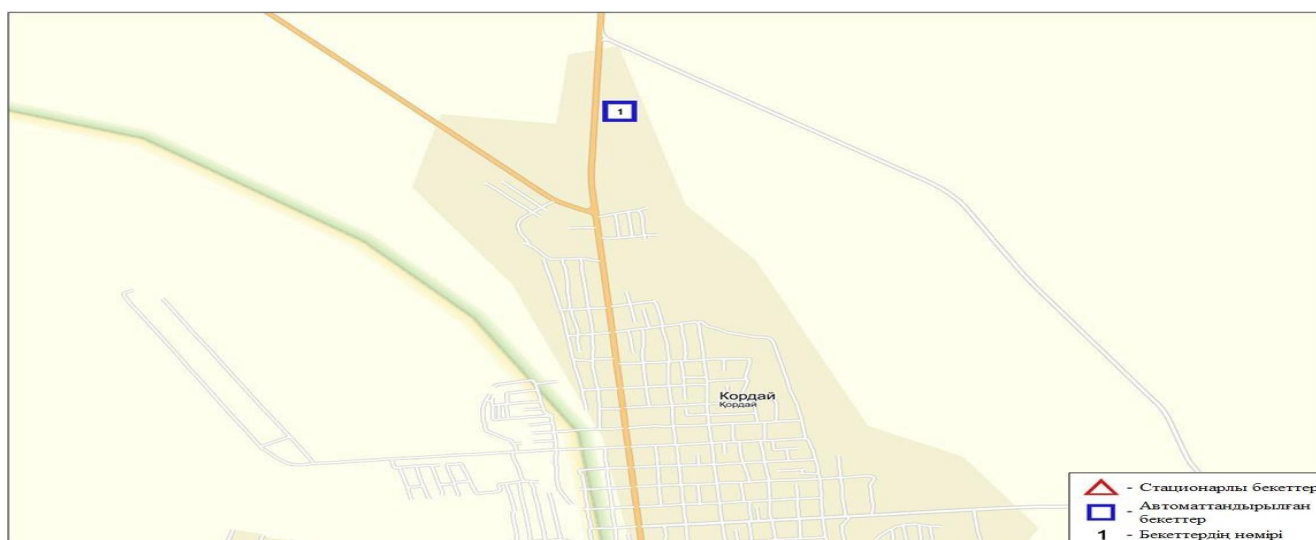 1
Кордай
Қордай
- Стационарлы бекеттер
- Автоматтандырылған
бекеттер
1 - Бекеттердің нөмірі